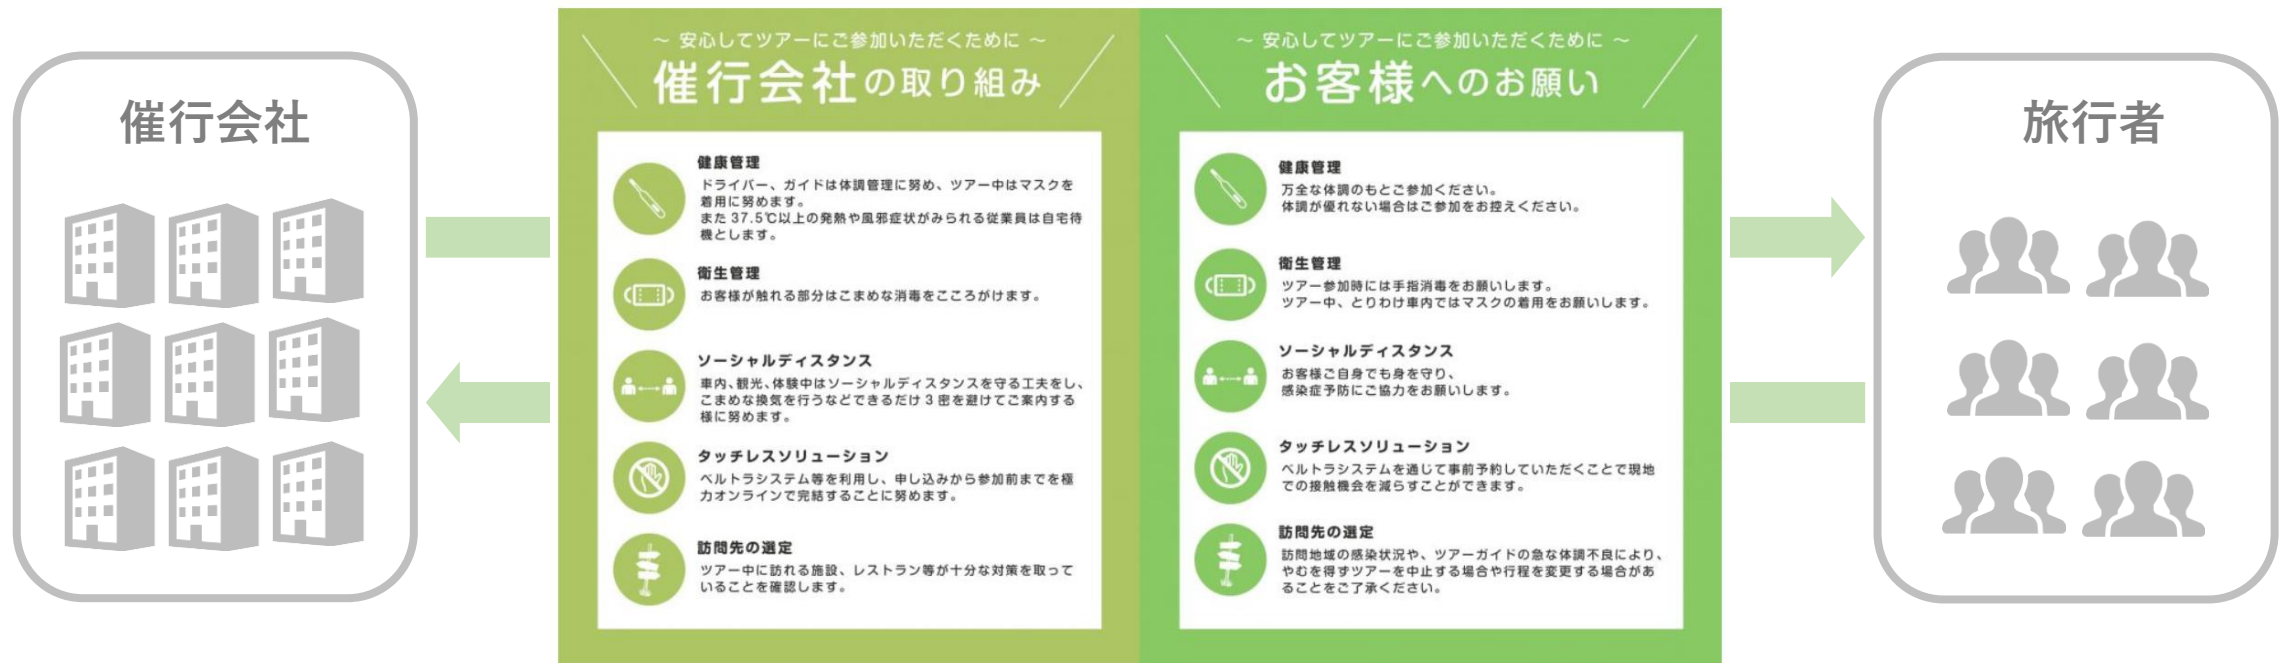 催行会社
～ 安心してツアーにご参加いただくために ～
催行会社の取り組み
健康管理
ドライバー、ガイドは体調管理に努め、ツアー中はマスクを
着用に努めます。
また 37.5℃以上の発熱や風邪症状がみられる従業員は自宅待
機とします。
衛生管理
お客様が触れる部分はこまめな消毒をこころがけます。
ソーシャルディスタンス
車内、観光、体験中はソーシャルディスタンスを守る工夫をし、
こまめな換気を行うなどできるだけ 3 密を避けてご案内する
様に努めます。
タッチレスソリューション
ベルトラシステム等を利用し、申し込みから参加前までを極
力オンラインで完結することに努めます。
訪問先の選定
ツアー中に訪れる施設、レストラン等が十分な対策を取って
いることを確認します。
～ 安心してツアーにご参加いただくために ～
お客様へのお願い
健康管理
万全な体調のもとご参加ください。
体調が優れない場合はご参加をお控えください。
衛生管理
ツアー参加時には手指消毒をお願いします。
ツアー中、とりわけ車内ではマスクの着用をお願いします。
ソーシャルディスタンス
お客様ご自身でも身を守り、
感染症予防にご協力をお願いします。
タッチレスソリューション
ベルトラシステムを通じて事前予約していただくことで現地
での接触機会を減らすことができます。
訪問先の選定
訪問地域の感染状況や、ツアーガイドの急な体調不良により、
やむを得ずツアーを中止する場合や行程を変更する場合があ
ることをご了承ください。
旅行者